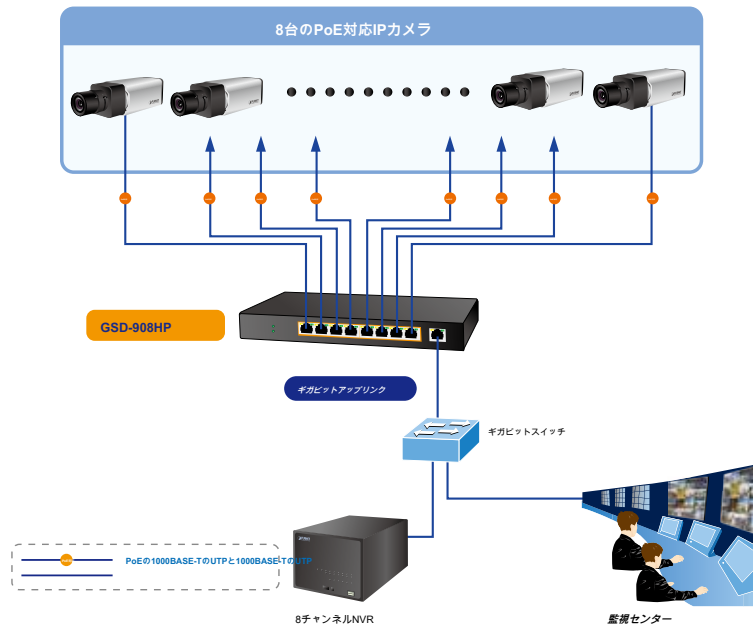 8台のPoE対応IPカメラ
GSD-908HP
ギガビットアップリンク
ギガビットスイッチ
PoEの1000BASE-TのUTPと1000BASE-TのUTP
8チャンネルNVR
監視センター